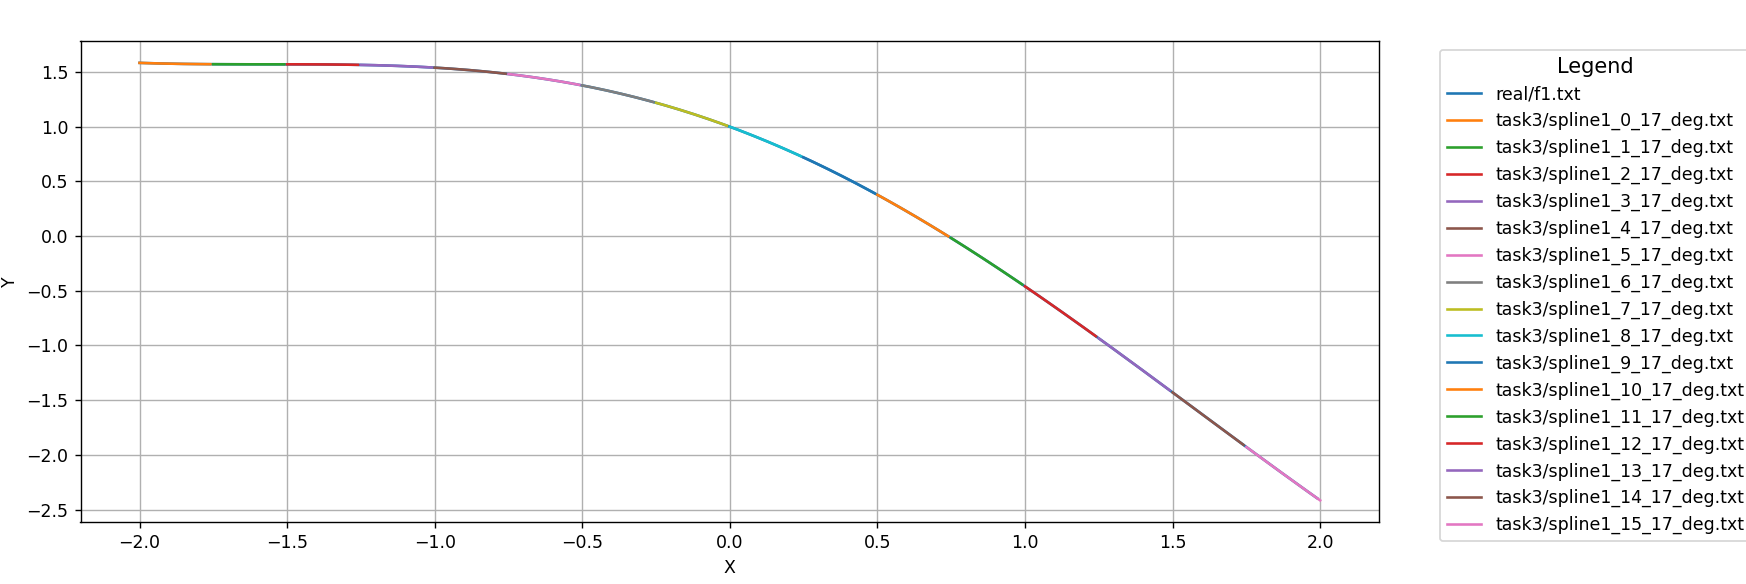 1.5
1.0
0.5
0.0
−0.5
−1.0
−1.5
−2.0
−2.5
Y
−2.0 −1.5 −1.0 −0.5 0.0 0.5 1.0 1.5 2.0
X
Legend
real/f1.txt
task3/spline1_0_17_deg.txt
task3/spline1_1_17_deg.txt
task3/spline1_2_17_deg.txt
task3/spline1_3_17_deg.txt
task3/spline1_4_17_deg.txt
task3/spline1_5_17_deg.txt
task3/spline1_6_17_deg.txt
task3/spline1_7_17_deg.txt
task3/spline1_8_17_deg.txt
task3/spline1_9_17_deg.txt
task3/spline1_10_17_deg.txt
task3/spline1_11_17_deg.txt
task3/spline1_12_17_deg.txt
task3/spline1_13_17_deg.txt
task3/spline1_14_17_deg.txt
task3/spline1_15_17_deg.txt